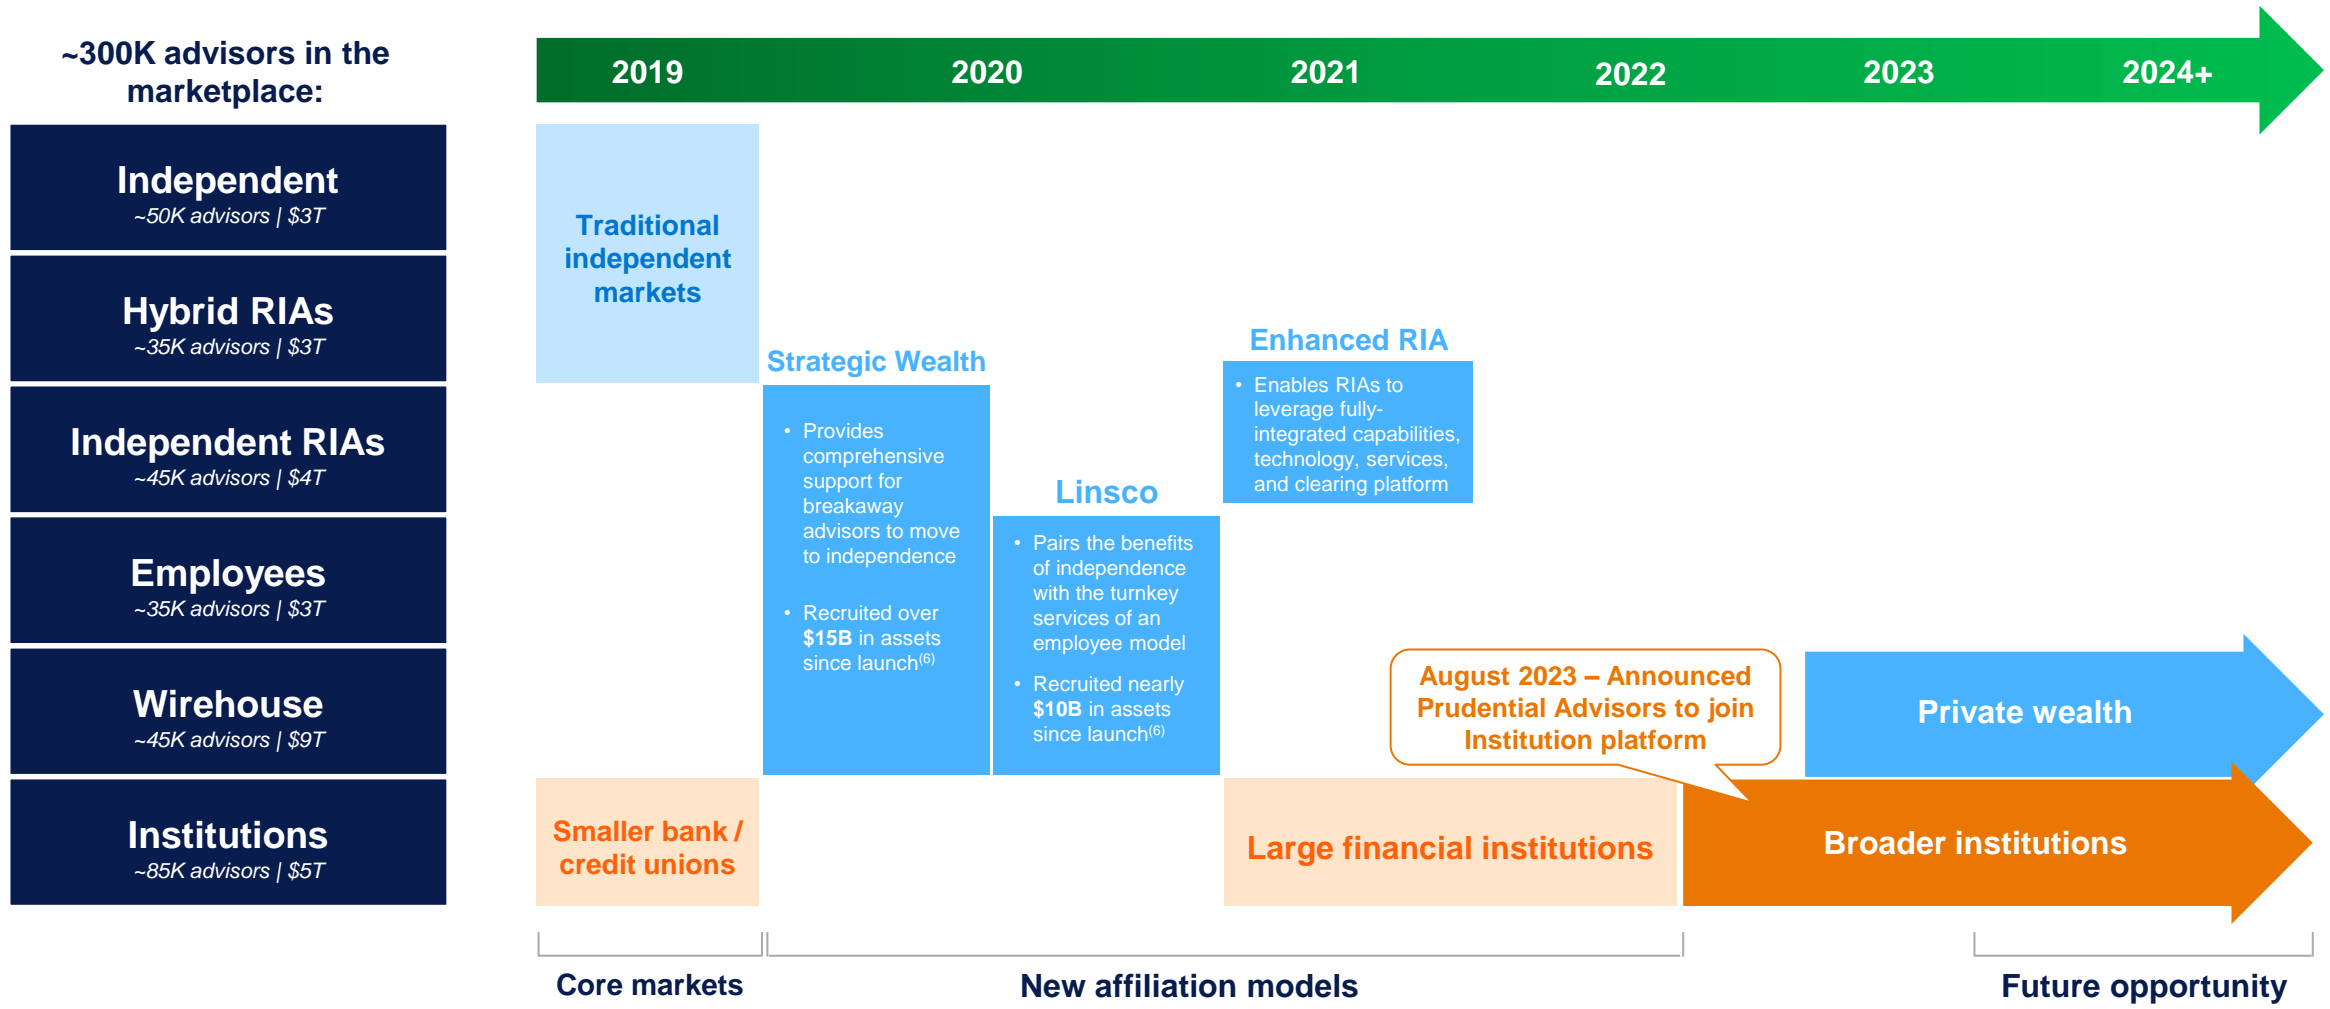 ~300K advisors in the
marketplace:
2019
2020
2021
2022
2023
2024+
Independent
~50K advisors | $3T
Hybrid RIAs
~35K advisors | $3T
Independent RIAs
~45K advisors | $4T
Employees
~35K advisors | $3T
Wirehouse
~45K advisors | $9T
Institutions
~85K advisors | $5T
Traditional
independent
markets
Smaller bank /
credit unions
Strategic Wealth
• Provides
comprehensive
support for
breakaway
advisors to move
to independence
• Recruited over
$15B in assets
since launch(6)
Linsco
• Pairs the benefits
of independence
with the turnkey
services of an
employee model
• Recruited nearly
$10B in assets
since launch(6)
Enhanced RIA
• Enables RIAs to
leverage fully-
integrated capabilities,
technology, services,
and clearing platform
Large financial institutions
August 2023 – Announced
Prudential Advisors to join
Institution platform
Private wealth
Broader institutions
Core markets
New affiliation models
Future opportunity